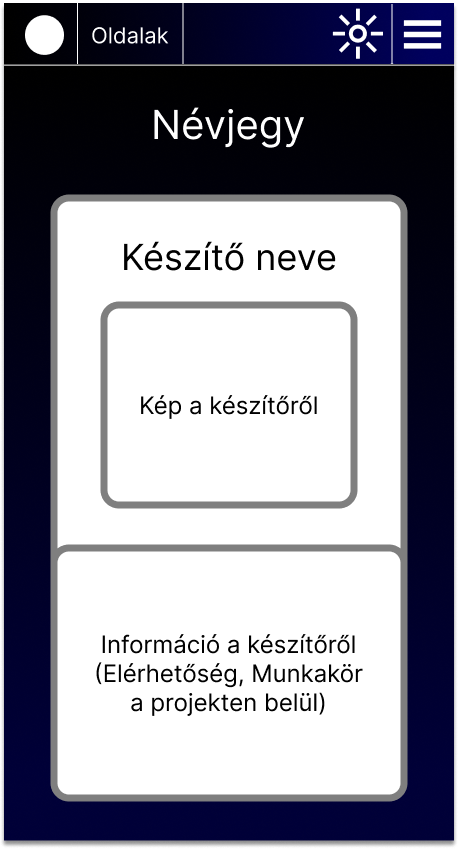 Oldalak
Névjegy
Készítő neve
Kép a készítőről
Információ a készítőről
(Elérhetőség, Munkakör
a projekten belül)